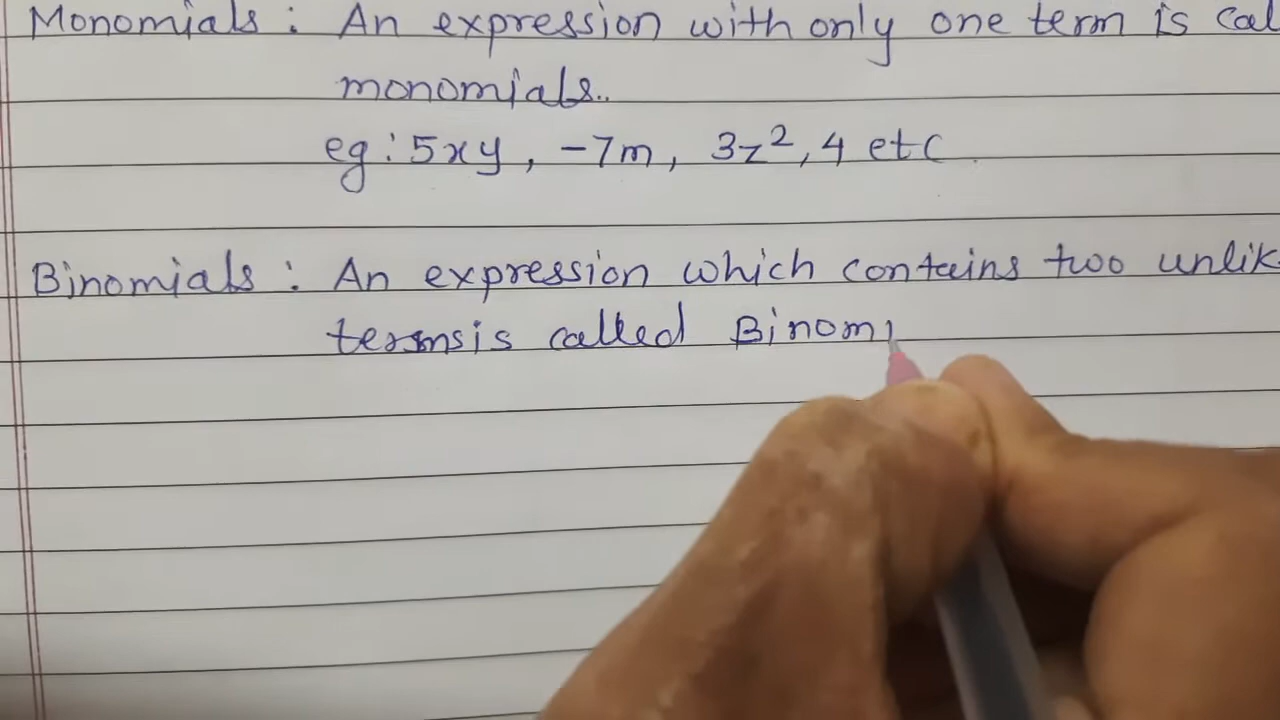 Monomials : An expression with only one term is cal
monomials..
eg : 5xy , -7m , 3z², 4 etc
Binomials : An expression which contains two unlik
terms is called Binomi